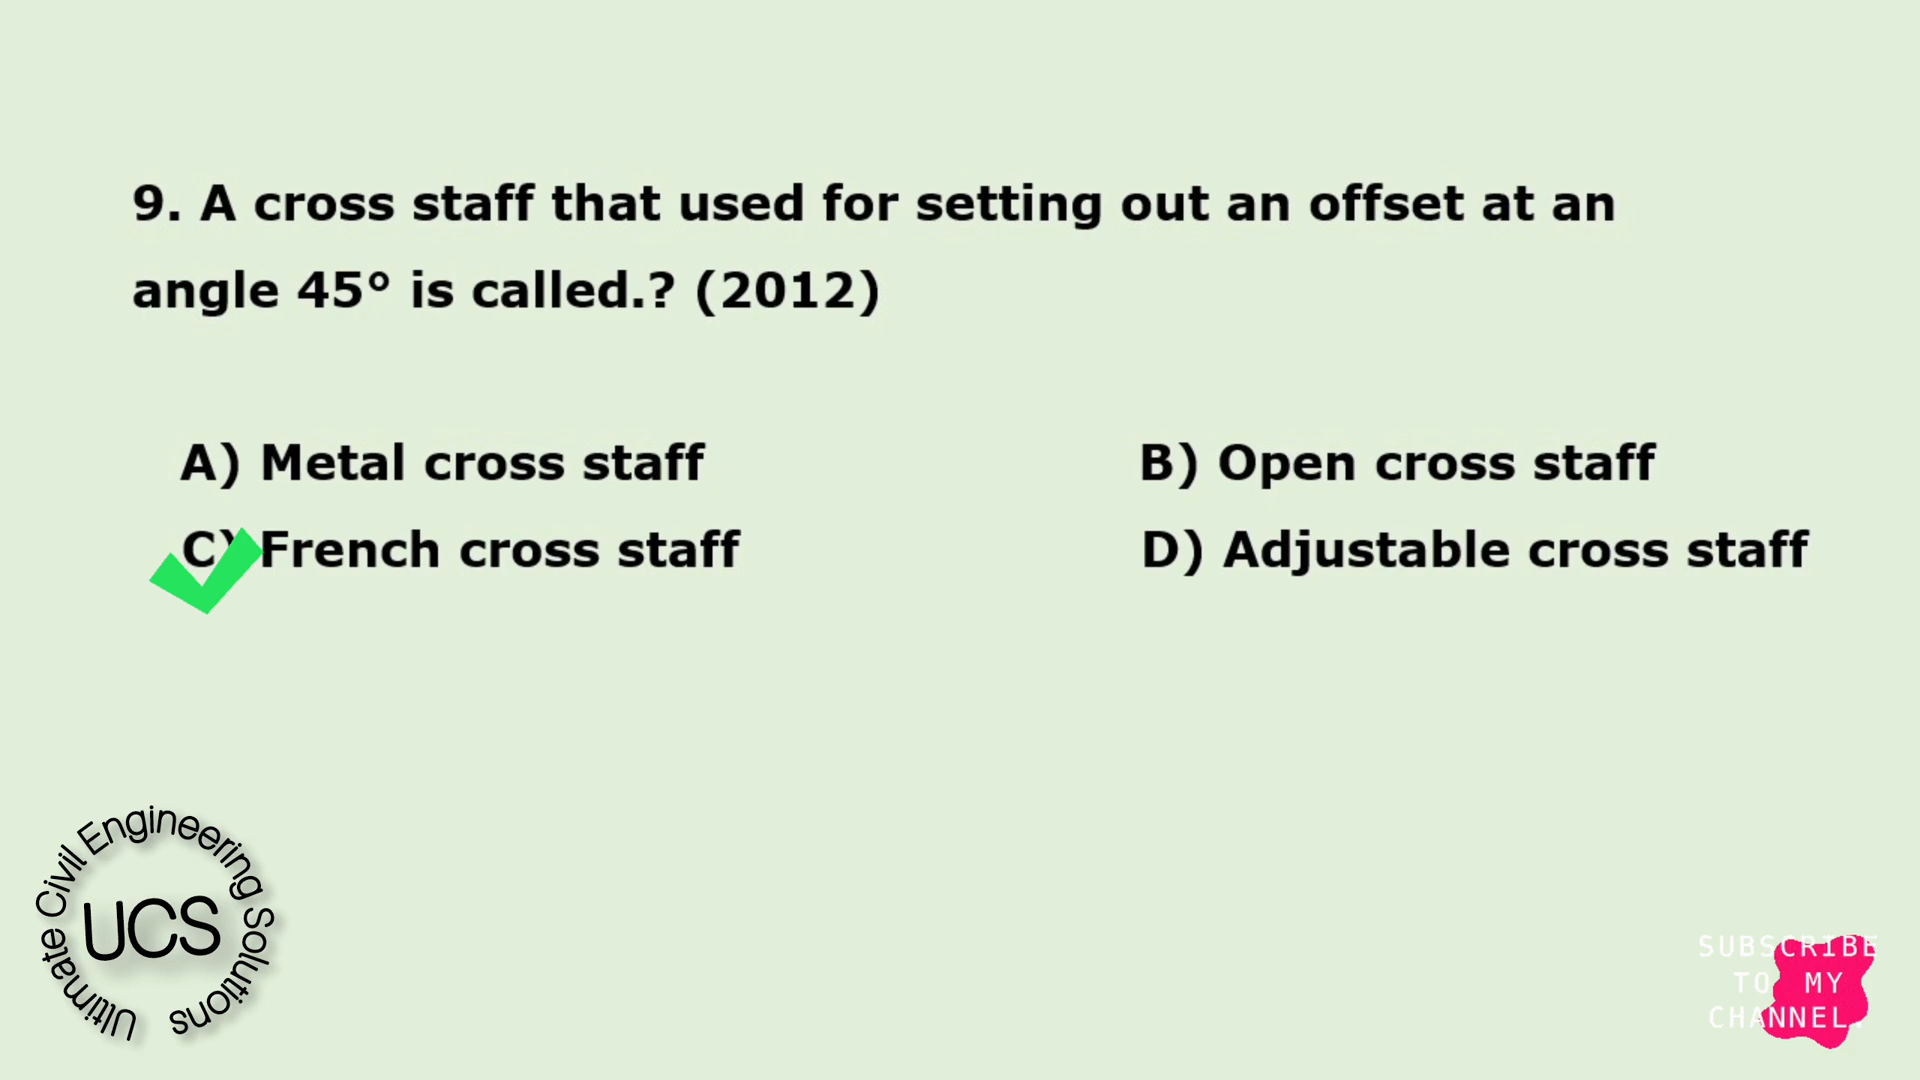 9. A cross staff that used for setting out an offset at an
angle 45° is called.? (2012)
A) Metal cross staff
B) Open cross staff
C) French cross staff
D) Adjustable cross staff
Ultimate Civil Engineering Solutions
UCS
SUBSCRIBE
TO MY
CHANNEL.